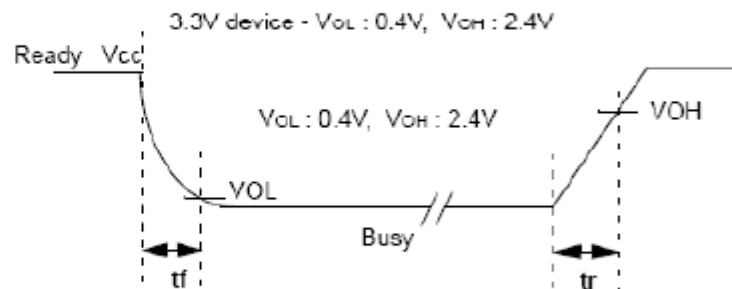 3.3V device - VOL : 0.4V, VOH : 2.4V
Ready Vcc
VOL : 0.4V, VOH : 2.4V
VOH
VOL
Busy
tf
tr